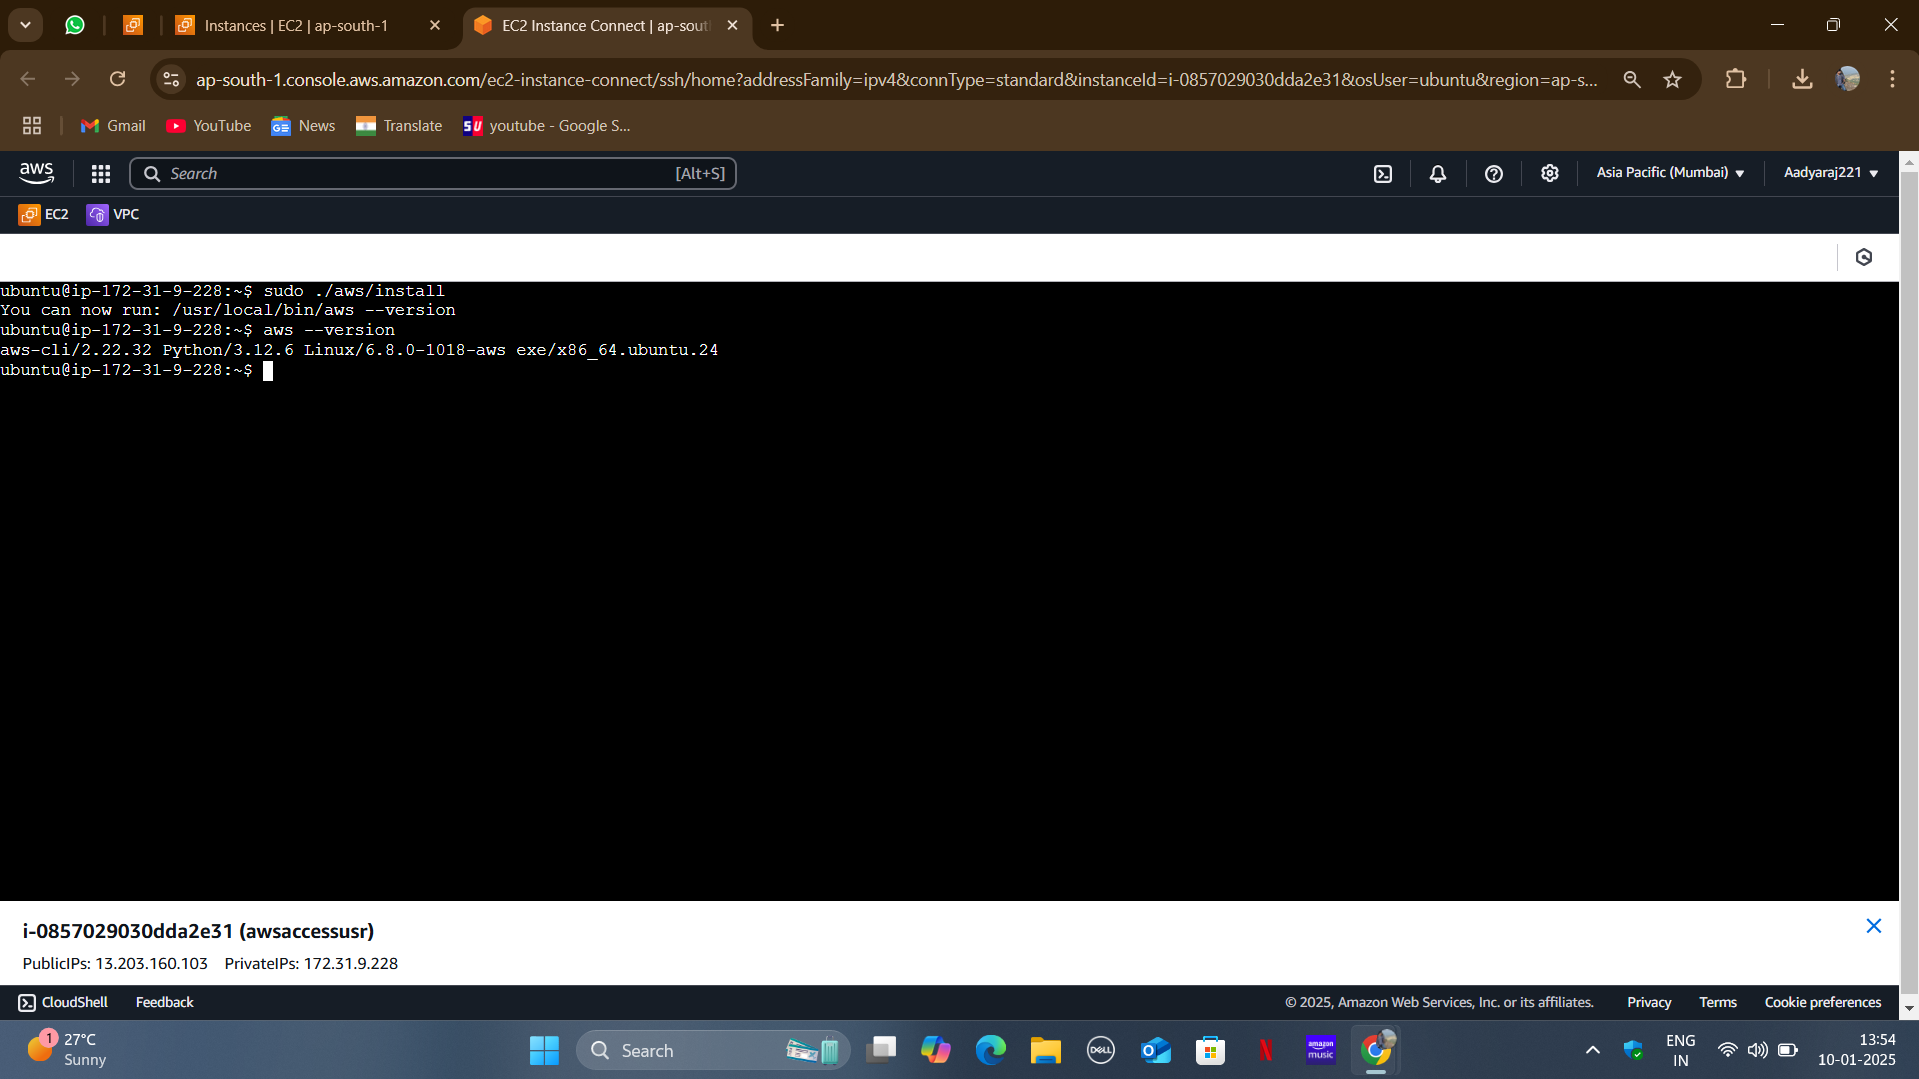 Instances | EC2 | ap-south-1
EC2 Instance Connect | ap-sout
ap-south-1.console.aws.amazon.com/ec2-instance-connect/ssh/home?addressFamily=ipv4&connType=standard&instanceId=i-0857029030dda2e31&osUser=ubuntu&region=ap-s...
Gmail YouTube News Translate SU youtube - Google S...
aws Search [Alt+S] Asia Pacific (Mumbai) Aadyaraj221
EC2 VPC
ubuntu@ip-172-31-9-228:~$ sudo ./aws/install
You can now run: /usr/local/bin/aws --version
ubuntu@ip-172-31-9-228:~$ aws --version
aws-cli/2.22.32 Python/3.12.6 Linux/6.8.0-1018-aws exe/x86_64.ubuntu.24
ubuntu@ip-172-31-9-228:~$
i-0857029030dda2e31 (awsaccessusr)
PublicIPs: 13.203.160.103 PrivateIPs: 172.31.9.228
CloudShell Feedback © 2025, Amazon Web Services, Inc. or its affiliates. Privacy Terms Cookie preferences
1 27°C
Sunny
Search
DELL
amazon music
ENG
IN
13:54
10-01-2025